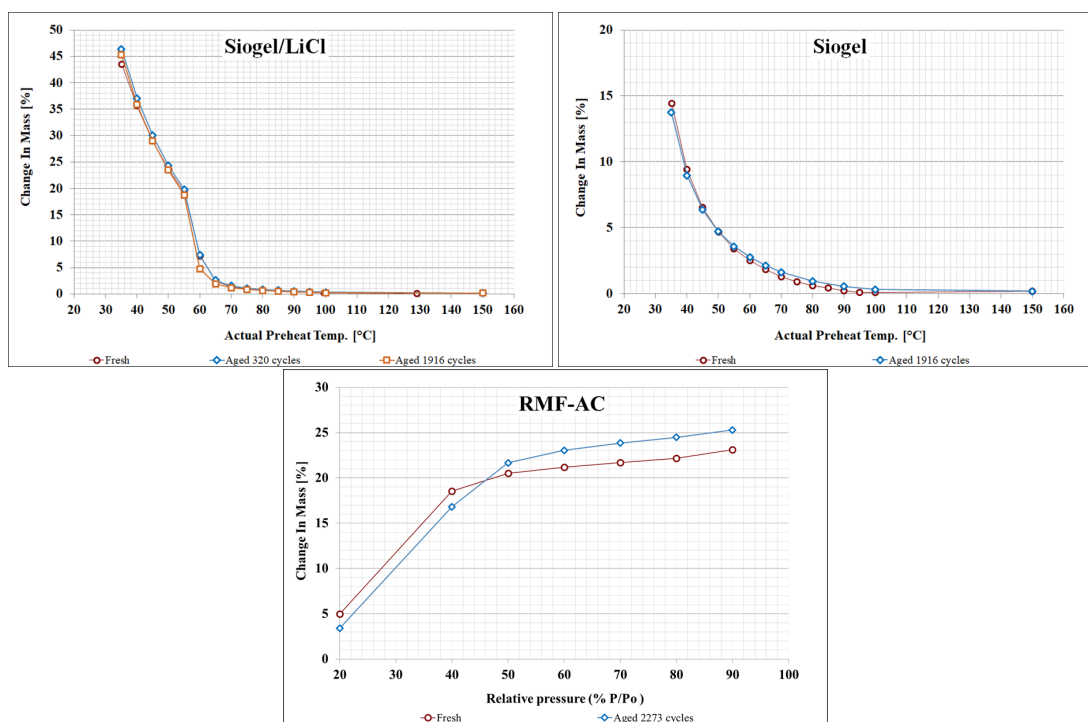 Siogel/LiCl
Change In Mass [%]
50
45
40
35
30
25
20
15
10
5
0
20 30 40 50 60 70 80 90 100 110 120 130 140 150 160
Actual Preheat Temp. [°C]
Fresh Aged 320 cycles Aged 1916 cycles
Siogel
Change In Mass [%]
20
15
10
5
0
20 30 40 50 60 70 80 90 100 110 120 130 140 150 160
Actual Preheat Temp. [°C]
Fresh Aged 1916 cycles
RMF-AC
Change In Mass [%]
30
25
20
15
10
5
0
20 30 40 50 60 70 80 90 100
Relative pressure (% P/Po )
Fresh Aged 2273 cycles